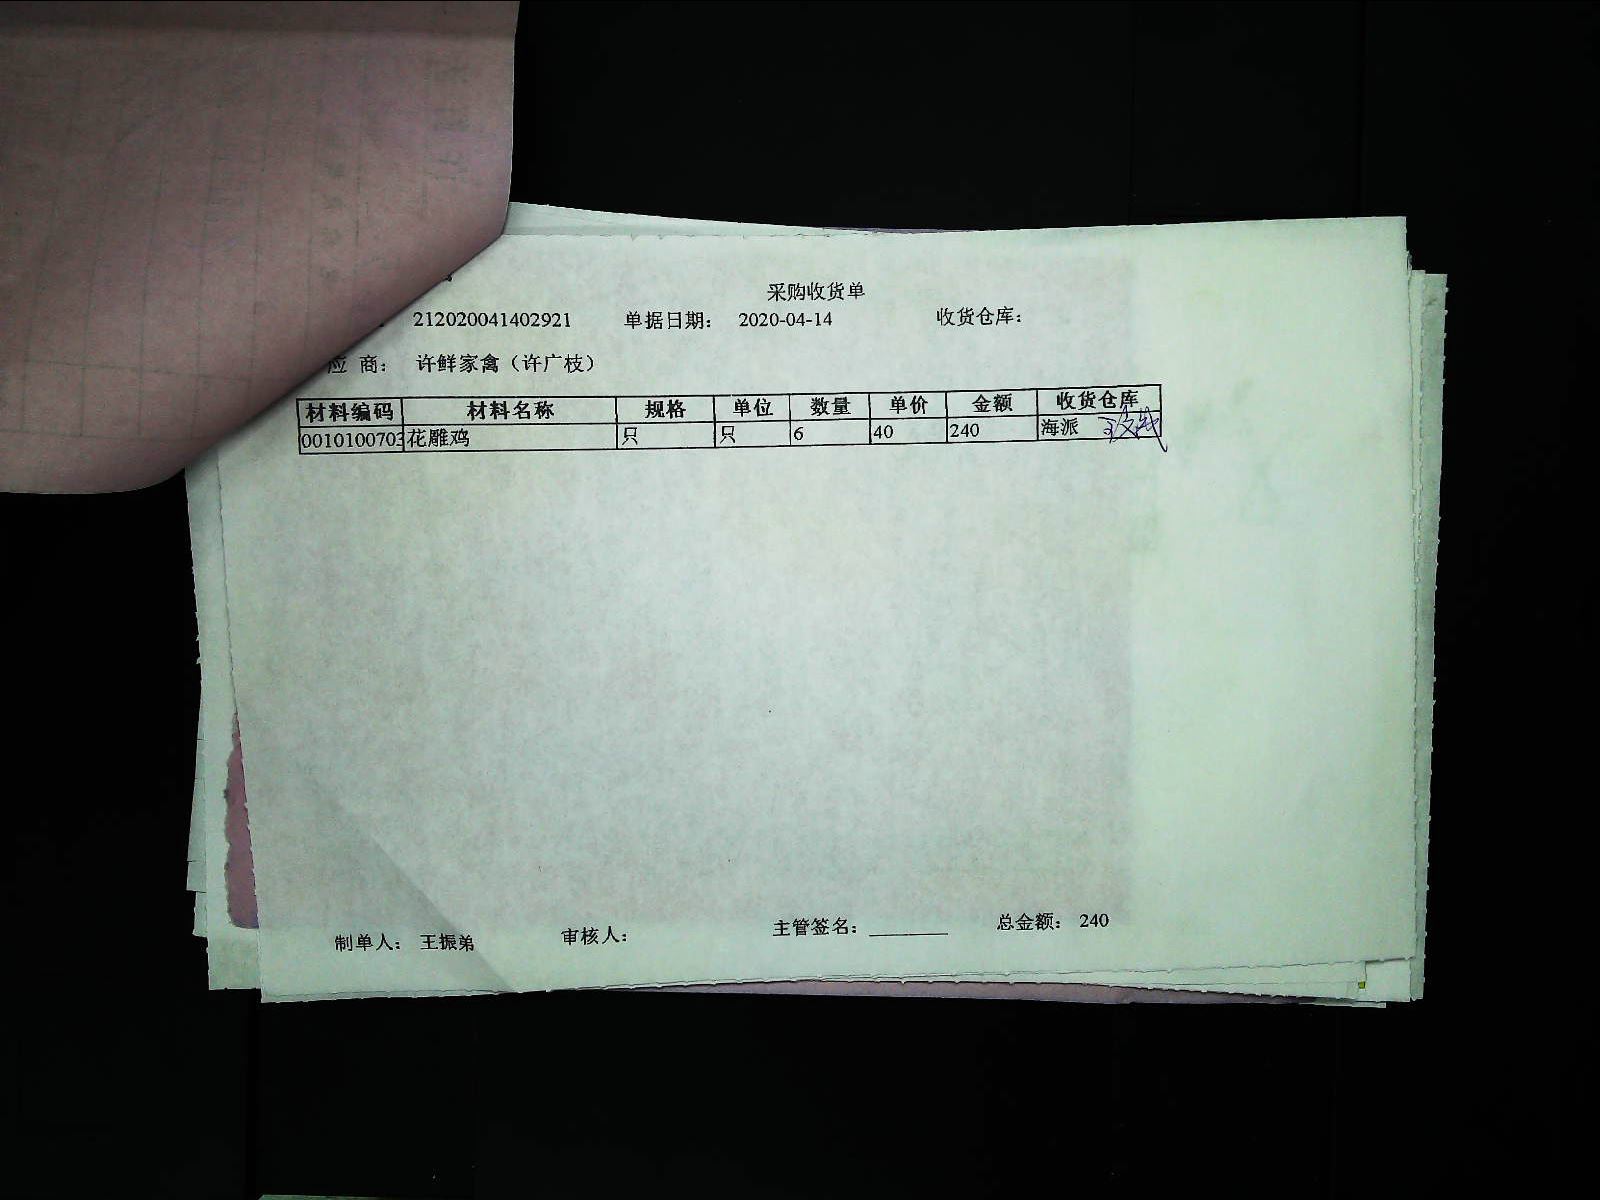 采购收货单
212020041402921 单据日期： 2020-04-14 收货仓库：
应 商： 许鲜家禽（许广枝）
材料编码 材料名称 规格 单位 数量 单价 金额 收货仓库
0010100703 花雕鸡 只 只 6 40 240 海派
制单人： 王振弟 审核人： 主管签名：________ 总金额： 240